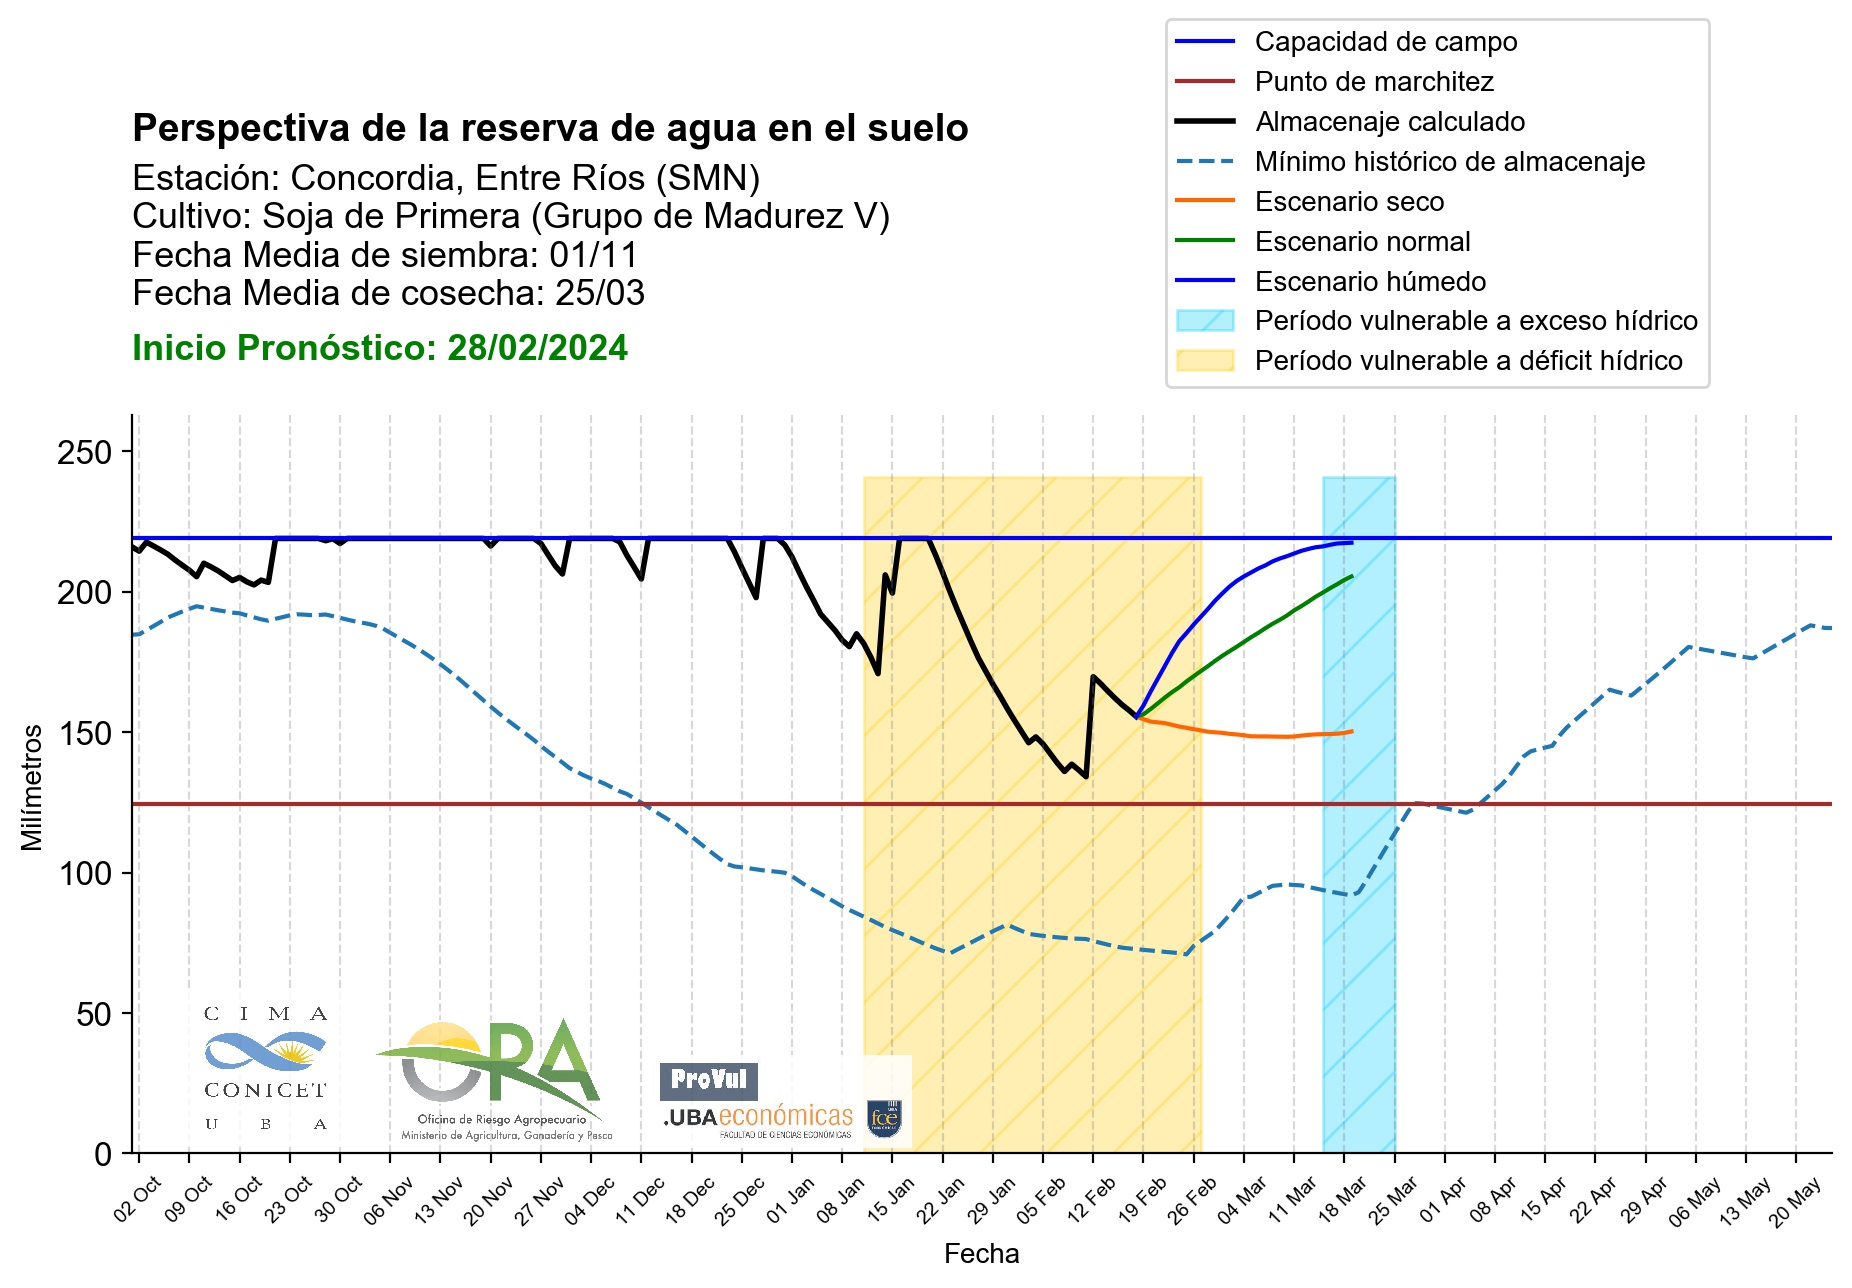 Capacidad de campo
Punto de marchitez
Almacenaje calculado
Mínimo histórico de almacenaje
Escenario seco
Escenario normal
Escenario húmedo
Período vulnerable a exceso hídrico
Período vulnerable a déficit hídrico
Perspectiva de la reserva de agua en el suelo
Estación: Concordia, Entre Ríos (SMN)
Cultivo: Soja de Primera (Grupo de Madurez V)
Fecha Media de siembra: 01/11
Fecha Media de cosecha: 25/03
Inicio Pronóstico: 28/02/2024
250
200
150
100
50
0
Milímetros
CIMA
CONICET
UBA
ORA
Oficina de Riesgo Agropecuario
Ministerio de Agricultura, Ganadería y Pesca
ProVul
.UBAeconómicas
FACULTAD DE CIENCIAS ECONÓMICAS
fce
02 Oct 09 Oct 16 Oct 23 Oct 30 Oct 06 Nov 13 Nov 20 Nov 27 Nov 04 Dec 11 Dec 18 Dec 25 Dec 01 Jan 08 Jan 15 Jan 22 Jan 29 Jan 05 Feb 12 Feb 19 Feb 26 Feb 04 Mar 11 Mar 18 Mar 25 Mar 01 Apr 08 Apr 15 Apr 22 Apr 29 Apr 06 May 13 May 20 May
Fecha